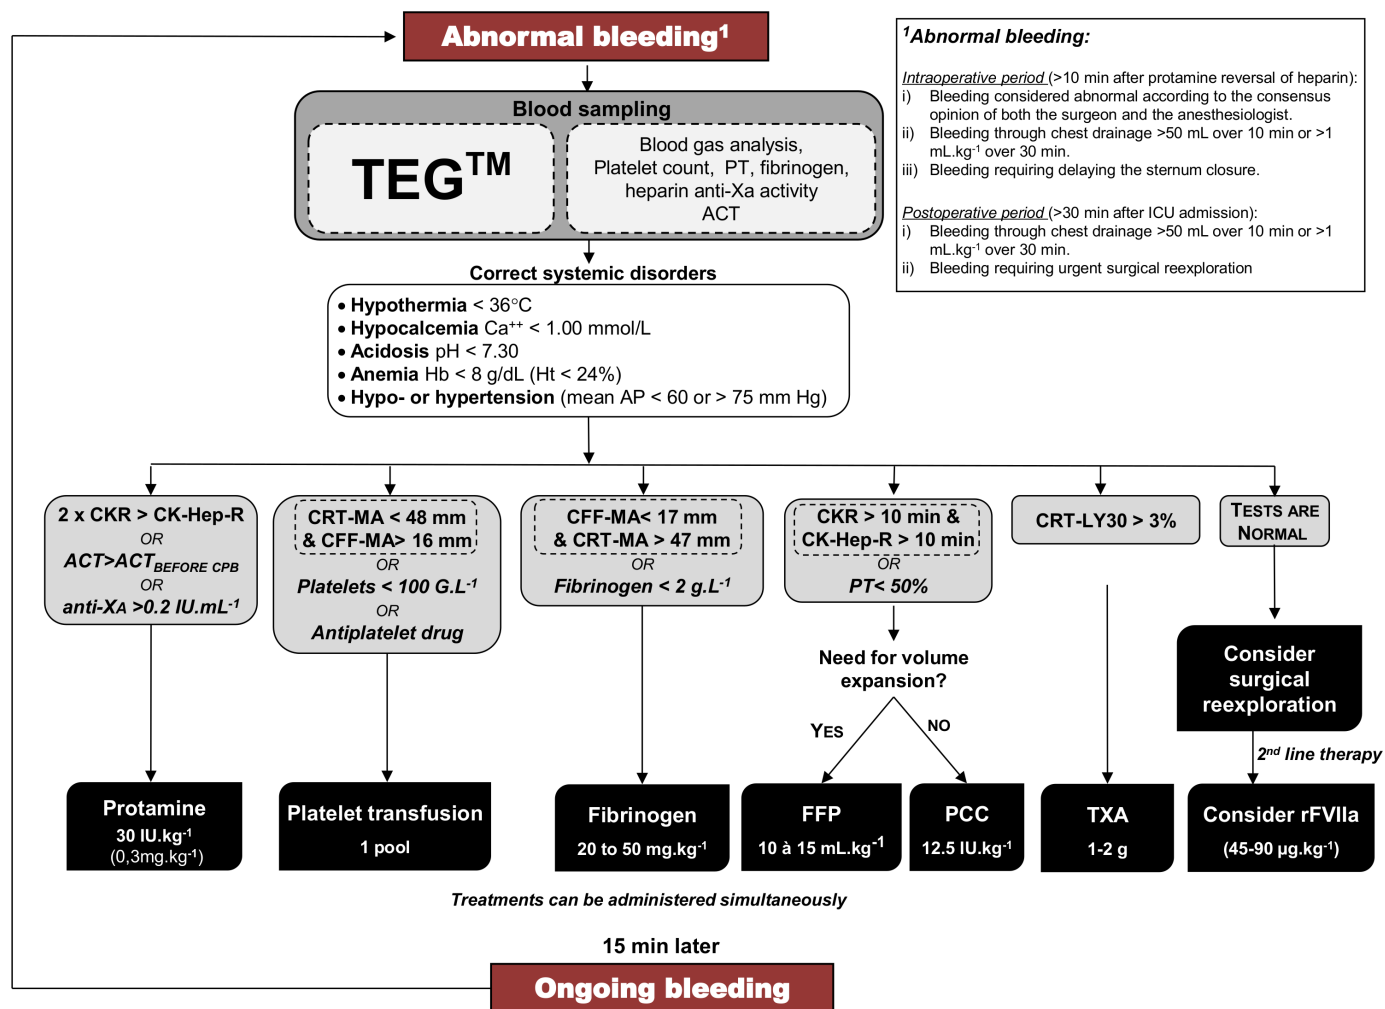 Abnormal bleeding¹
Blood sampling
TEG™
Blood gas analysis,
Platelet count, PT, fibrinogen,
heparin anti-Xa activity
ACT
¹Abnormal bleeding:
Intraoperative period (>10 min after protamine reversal of heparin):
i) Bleeding considered abnormal according to the consensus
opinion of both the surgeon and the anesthesiologist.
ii) Bleeding through chest drainage >50 mL over 10 min or >1
mL.kg⁻¹ over 30 min.
iii) Bleeding requiring delaying the sternum closure.
Postoperative period (>30 min after ICU admission):
i) Bleeding through chest drainage >50 mL over 10 min or >1
mL.kg⁻¹ over 30 min.
ii) Bleeding requiring urgent surgical reexploration
Correct systemic disorders
• Hypothermia < 36°C
• Hypocalcemia Ca⁺⁺ < 1.00 mmol/L
• Acidosis pH < 7.30
• Anemia Hb < 8 g/dL (Ht < 24%)
• Hypo- or hypertension (mean AP < 60 or > 75 mm Hg)
2 x CKR > CK-Hep-R
OR
ACT>ACT BEFORE CPB
OR
anti-XA >0.2 IU.mL⁻¹
CRT-MA < 48 mm
& CFF-MA> 16 mm
OR
Platelets < 100 G.L⁻¹
OR
Antiplatelet drug
CFF-MA< 17 mm
& CRT-MA > 47 mm
OR
Fibrinogen < 2 g.L⁻¹
CKR > 10 min &
CK-Hep-R > 10 min
OR
PT< 50%
CRT-LY30 > 3%
TESTS ARE
NORMAL
Need for volume
expansion?
YES
NO
Consider
surgical
reexploration
2nd line therapy
Protamine
30 IU.kg⁻¹
(0,3mg.kg⁻¹)
Platelet transfusion
1 pool
Fibrinogen
20 to 50 mg.kg⁻¹
FFP
10 à 15 mL.kg⁻¹
PCC
12.5 IU.kg⁻¹
TXA
1-2 g
Consider rFVIIa
(45-90 µg.kg⁻¹)
Treatments can be administered simultaneously
15 min later
Ongoing bleeding